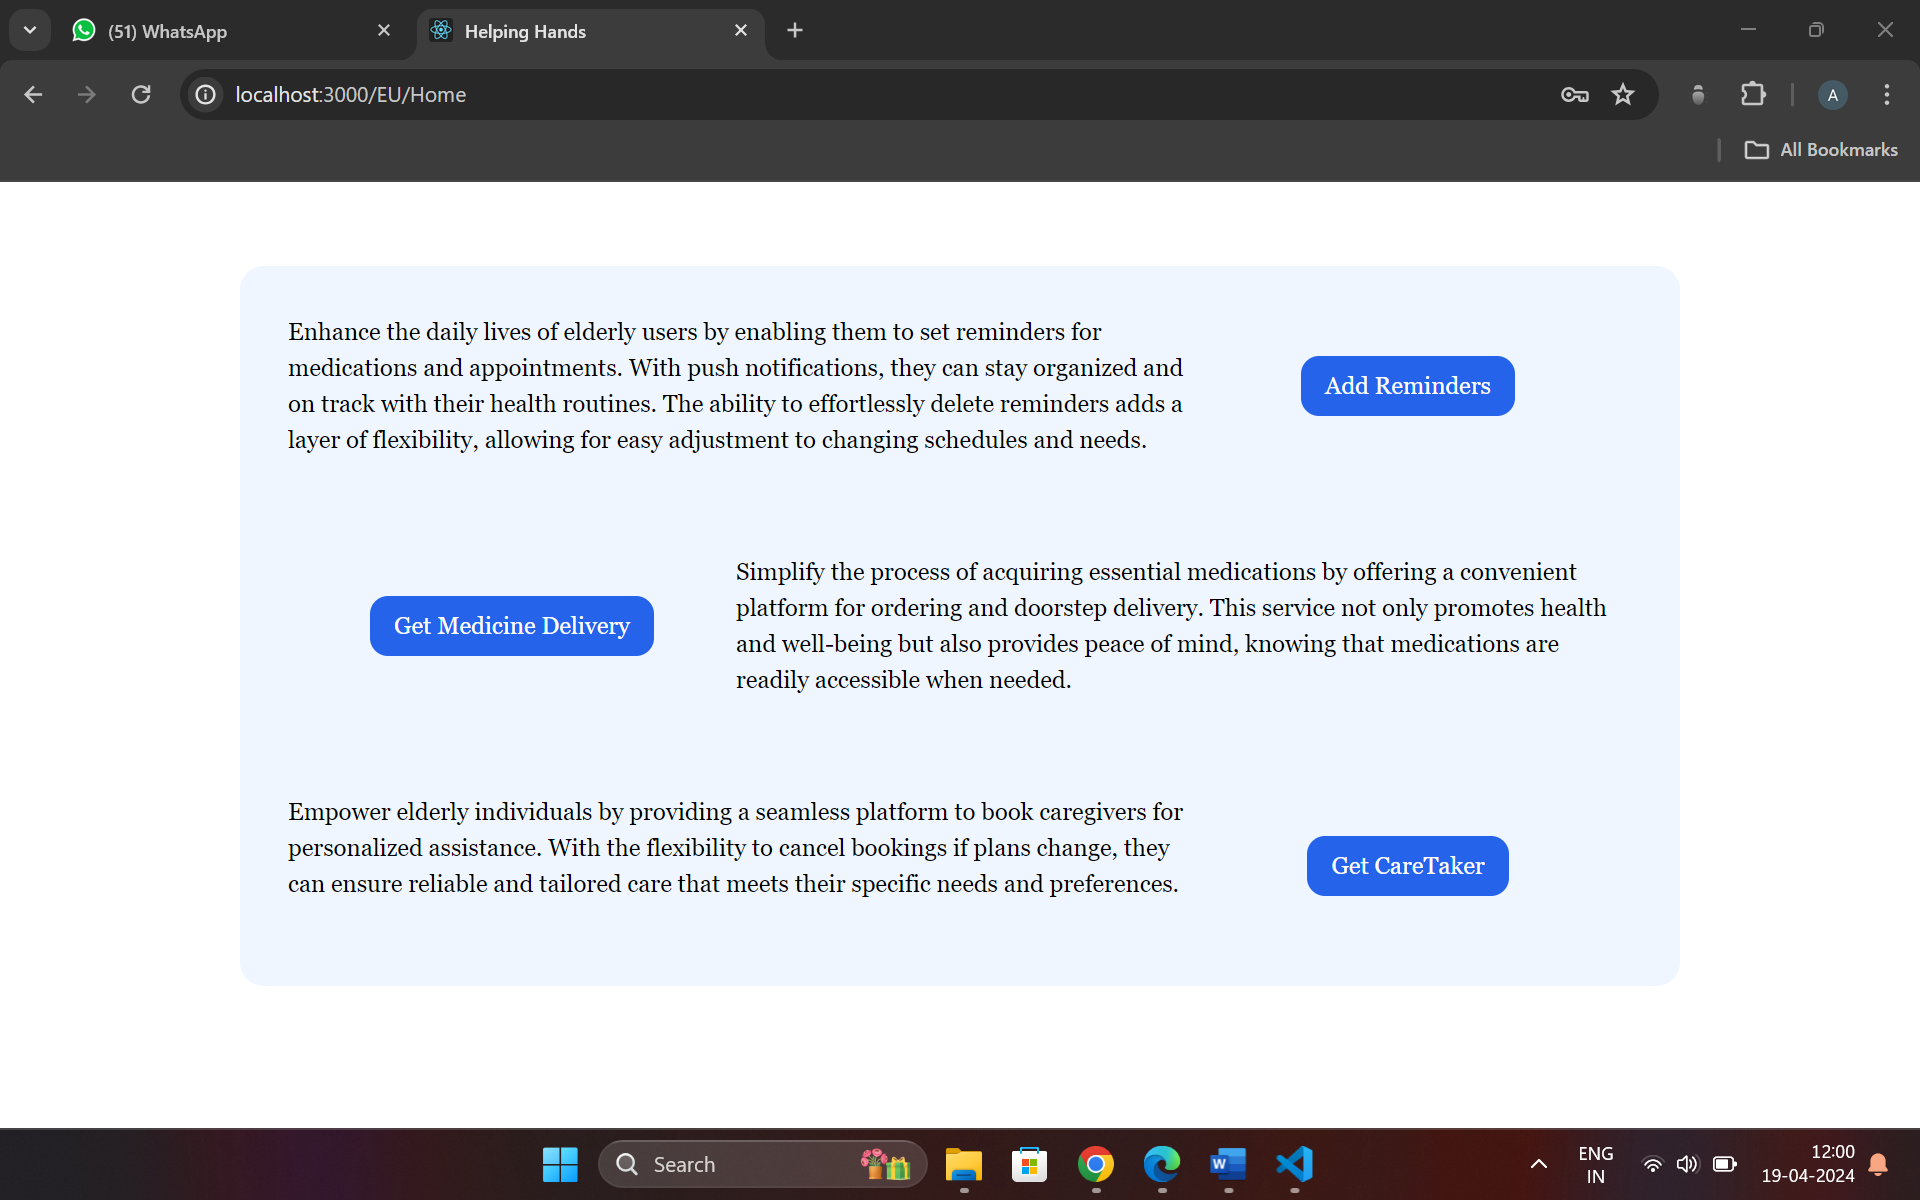 (51) WhatsApp
Helping Hands
localhost:3000/EU/Home
A
All Bookmarks
Enhance the daily lives of elderly users by enabling them to set reminders for
medications and appointments. With push notifications, they can stay organized and
on track with their health routines. The ability to effortlessly delete reminders adds a
layer of flexibility, allowing for easy adjustment to changing schedules and needs.
Add Reminders
Get Medicine Delivery
Simplify the process of acquiring essential medications by offering a convenient
platform for ordering and doorstep delivery. This service not only promotes health
and well-being but also provides peace of mind, knowing that medications are
readily accessible when needed.
Empower elderly individuals by providing a seamless platform to book caregivers for
personalized assistance. With the flexibility to cancel bookings if plans change, they
can ensure reliable and tailored care that meets their specific needs and preferences.
Get CareTaker
Search
W
ENG
IN
12:00
19-04-2024